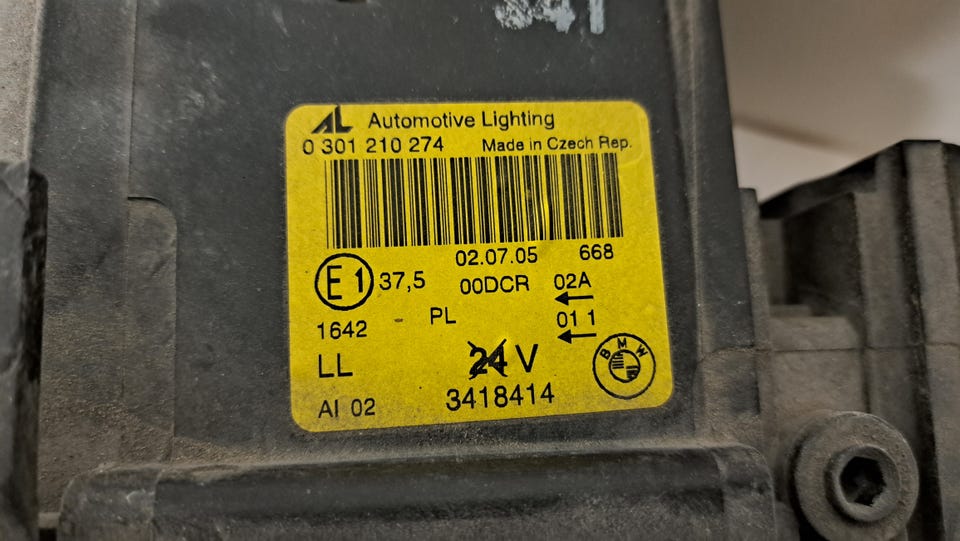 AL Automotive Lighting
0 301 210 274 Made in Czech Rep.
02.07.05 668
E1 37,5 00DCR 02A
1642 - PL 01 1
LL 24 V
BMW
AI 02 3418414